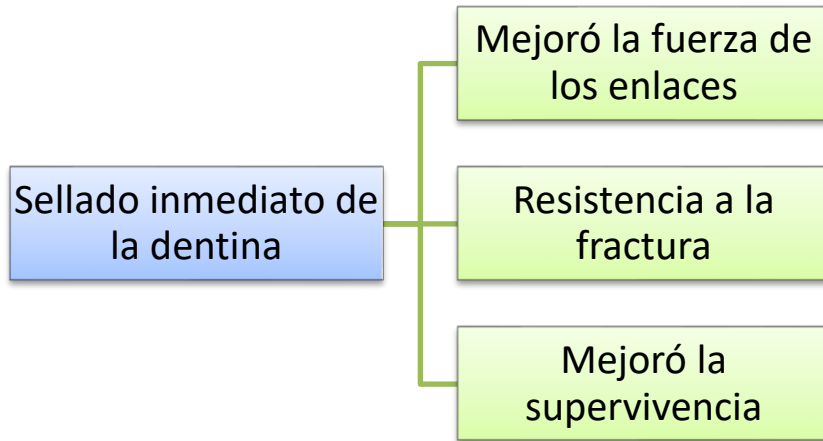 Mejoró la fuerza de
los enlaces
Sellado inmediato de
la dentina
Resistencia a la
fractura
Mejoró la
supervivencia